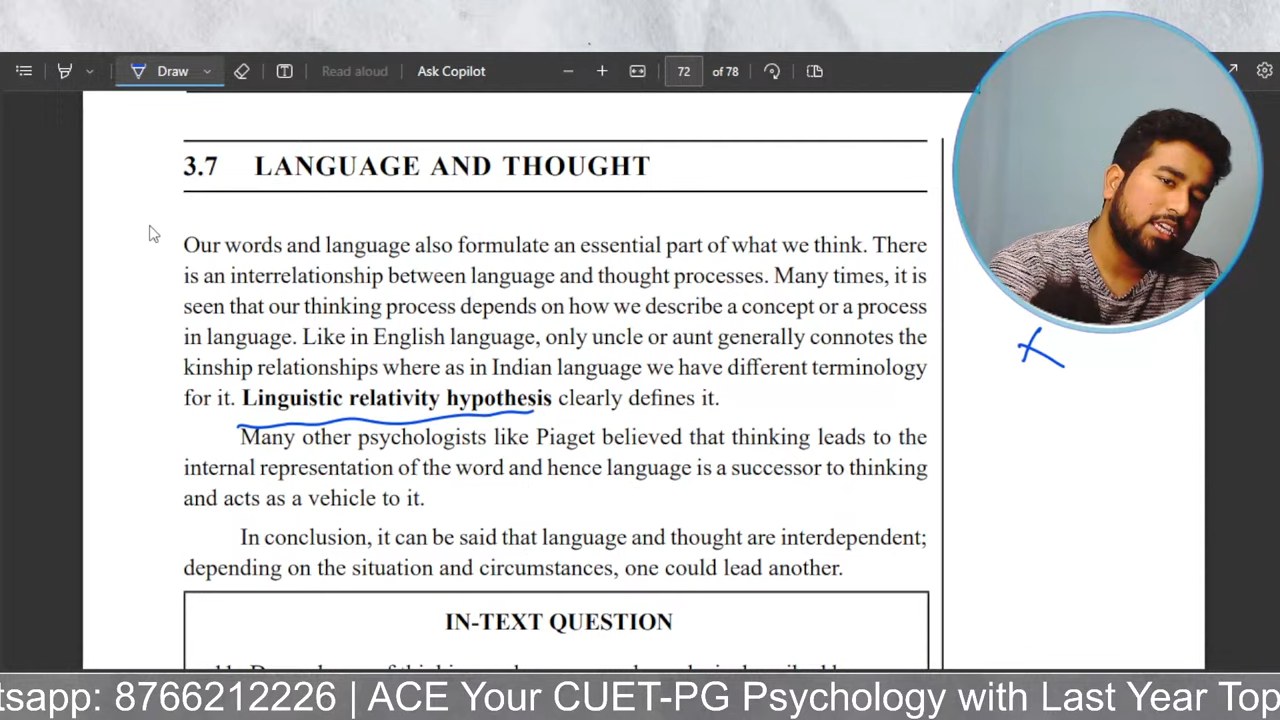 Draw
Read aloud
Ask Copilot
72
of 78
3.7 LANGUAGE AND THOUGHT
Our words and language also formulate an essential part of what we think. There
is an interrelationship between language and thought processes. Many times, it is
seen that our thinking process depends on how we describe a concept or a process
in language. Like in English language, only uncle or aunt generally connotes the
kinship relationships where as in Indian language we have different terminology
for it. Linguistic relativity hypothesis clearly defines it.
Many other psychologists like Piaget believed that thinking leads to the
internal representation of the word and hence language is a successor to thinking
and acts as a vehicle to it.
In conclusion, it can be said that language and thought are interdependent;
depending on the situation and circumstances, one could lead another.
IN-TEXT QUESTION
tsapp: 8766212226 | ACE Your CUET-PG Psychology with Last Year Top